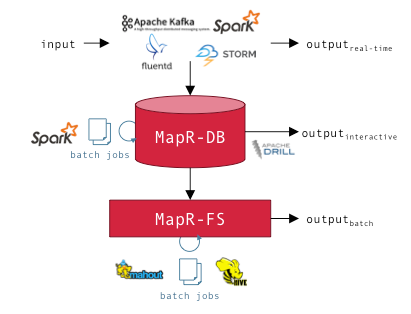 APACHE KAFKA
A high-throughput distributed messaging system.
Spark
input
output real-time
fluentd
STORM
MapR-DB
Spark
batch jobs
output interactive
APACHE
DRILL
MapR-FS
output batch
mahout
HIVE
batch jobs